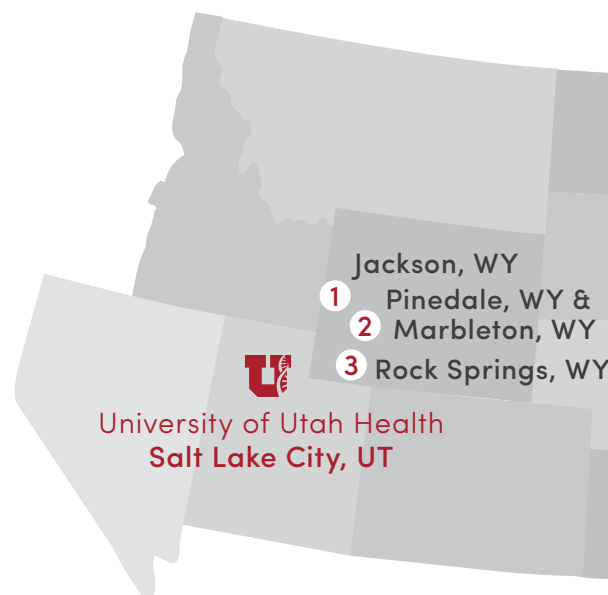 Jackson, WY
1 Pinedale, WY &
2 Marbleton, WY
3 Rock Springs, WY
U
University of Utah Health
Salt Lake City, UT